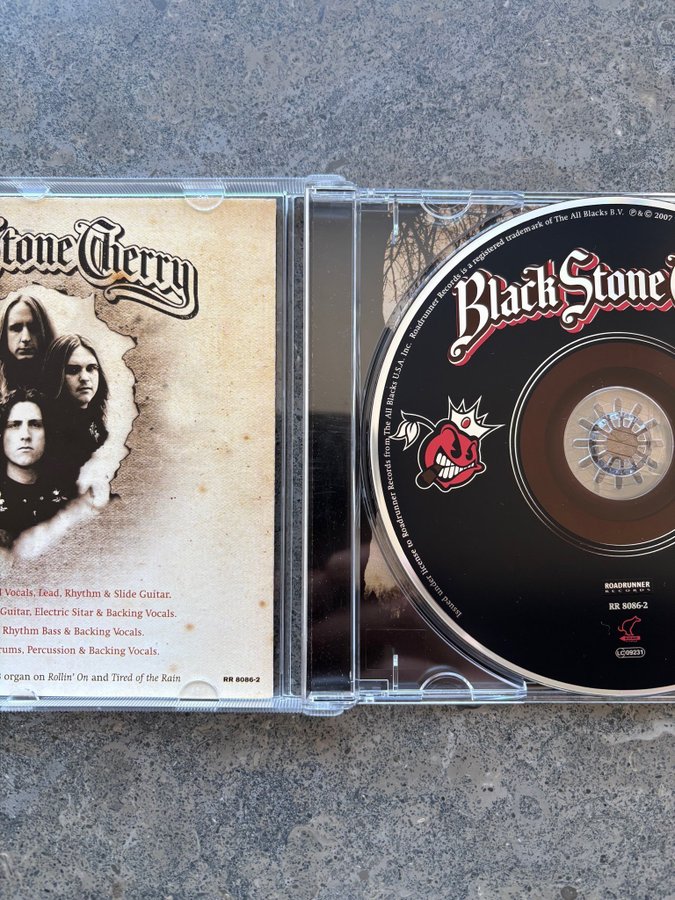 Stone Cherry
Vocals, Lead, Rhythm & Slide Guitar.
Guitar, Electric Sitar & Backing Vocals.
Rhythm Bass & Backing Vocals.
rums, Percussion & Backing Vocals.
organ on Rollin' On and Tired of the Rain
RR 8086-2
Issued under license to Roadrunner Records from The All Blacks U.S.A. Inc. Roadrunner Records is a registered trademark of The All Blacks B.V. ℗ & © 2007
Black Stone
ROADRUNNER
RECORDS
RR 8086-2
LC 09231